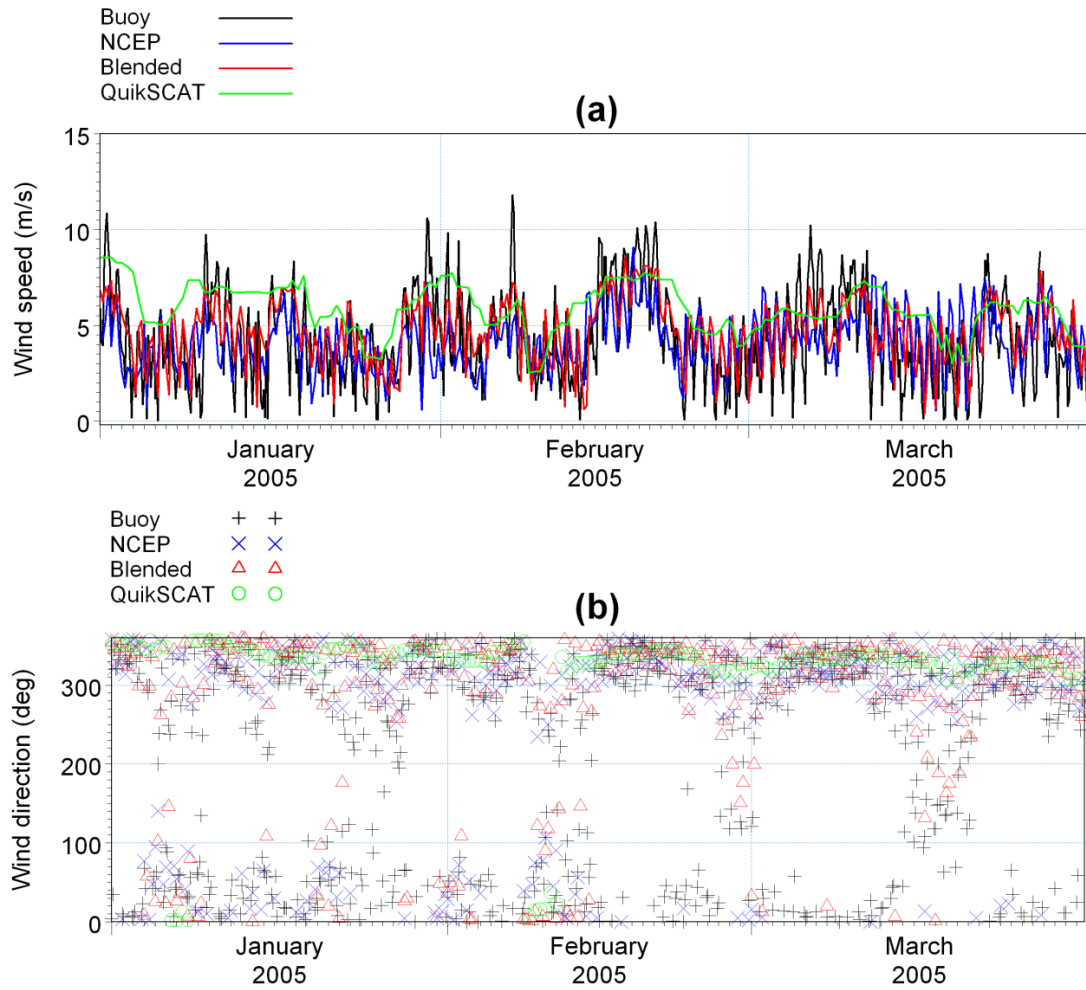 Buoy
NCEP
Blended
QuikSCAT
(a)
Wind speed (m/s)
15
10
5
0
January
2005
February
2005
March
2005
Buoy
NCEP
Blended
QuikSCAT
(b)
Wind direction (deg)
300
200
100
0
January
2005
February
2005
March
2005